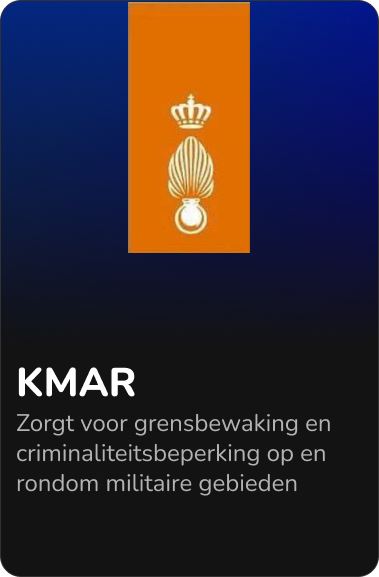 KMAR
Zorgt voor grensbewaking en
criminaliteitsbeperking op en
rondom militaire gebieden